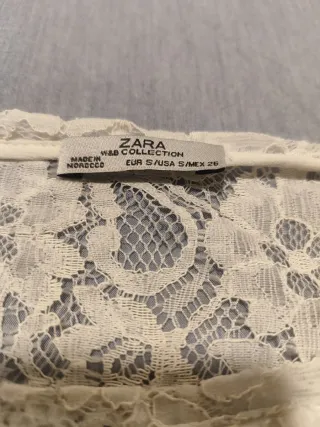 ZARA
W&B COLLECTION
MADE IN
MOROCCO
EUR S/USA S/MEX 26